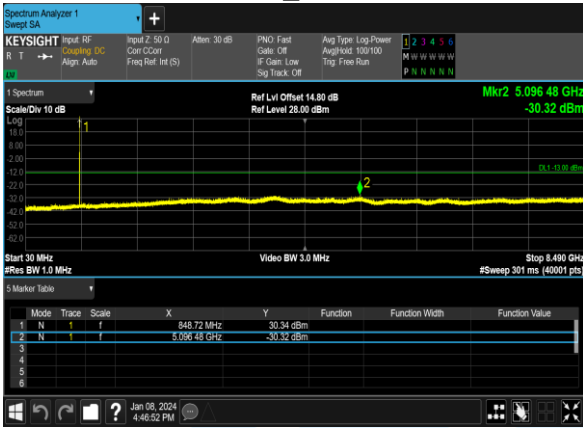 Spectrum Analyzer 1
Swept SA
+
KEYSIGHT Input: RF Input Z: 50 Ω Atten: 30 dB PNO: Fast Avg Type: Log-Power 1 2 3 4 5 6
R T Coupling: DC Corr CCorr Gate: Off Avg|Hold: 100/100 M W W W W W
Align: Auto Freq Ref: Int (S) IF Gain: Low Trig: Free Run
LU Sig Track: Off P N N N N N
1 Spectrum Ref Lvl Offset 14.80 dB Mkr2 5.096 48 GHz
Scale/Div 10 dB Ref Level 28.00 dBm -30.32 dBm
Log
18.0
8.00
-2.00
-12.0
-22.0
-32.0
-42.0
-52.0
-62.0
1
DL1 -13.00 dBm
2
Start 30 MHz Video BW 3.0 MHz Stop 8.490 GHz
#Res BW 1.0 MHz #Sweep 301 ms (40001 pts)
5 Marker Table
Mode Trace Scale X Y Function Function Width Function Value
1 N 1 f 848.72 MHz 30.34 dBm
2 N 1 f 5.096 48 GHz -30.32 dBm
3
4
5
6
? Jan 08, 2024
4:46:52 PM